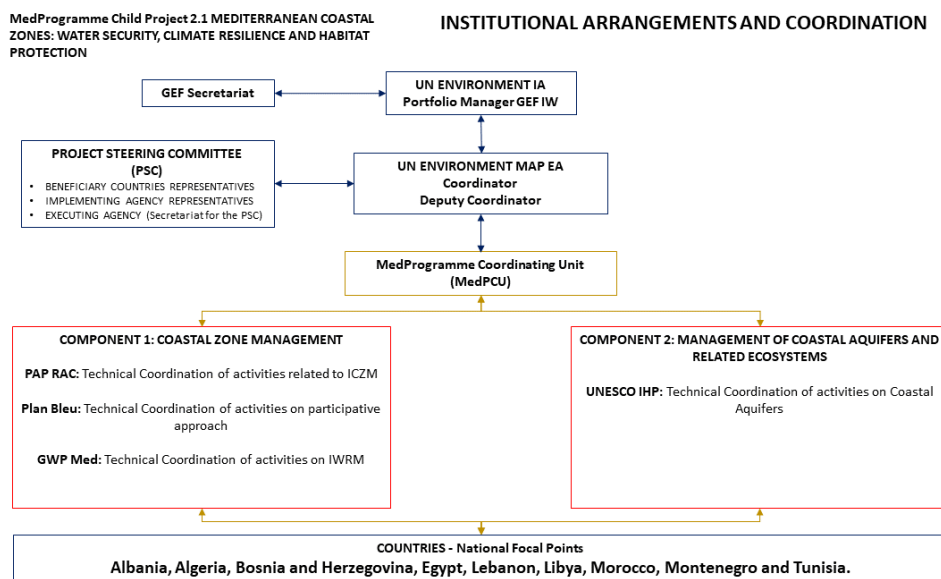 MedProgramme Child Project 2.1 MEDITERRANEAN COASTAL
ZONES: WATER SECURITY, CLIMATE RESILIENCE AND HABITAT
PROTECTION
INSTITUTIONAL ARRANGEMENTS AND COORDINATION
GEF Secretariat
UN ENVIRONMENT IA
Portfolio Manager GEF IW
PROJECT STEERING COMMITTEE
(PSC)
• BENEFICIARY COUNTRIES REPRESENTATIVES
• IMPLEMENTING AGENCY REPRESENTATIVES
• EXECUTING AGENCY (Secretariat for the PSC)
UN ENVIRONMENT MAP EA
Coordinator
Deputy Coordinator
MedProgramme Coordinating Unit
(MedPCU)
COMPONENT 1: COASTAL ZONE MANAGEMENT
PAP RAC: Technical Coordination of activities related to ICZM
Plan Bleu: Technical Coordination of activities on participative
approach
GWP Med: Technical Coordination of activities on IWRM
COMPONENT 2: MANAGEMENT OF COASTAL AQUIFERS AND
RELATED ECOSYSTEMS
UNESCO IHP: Technical Coordination of activities on Coastal
Aquifers
COUNTRIES - National Focal Points
Albania, Algeria, Bosnia and Herzegovina, Egypt, Lebanon, Libya, Morocco, Montenegro and Tunisia.